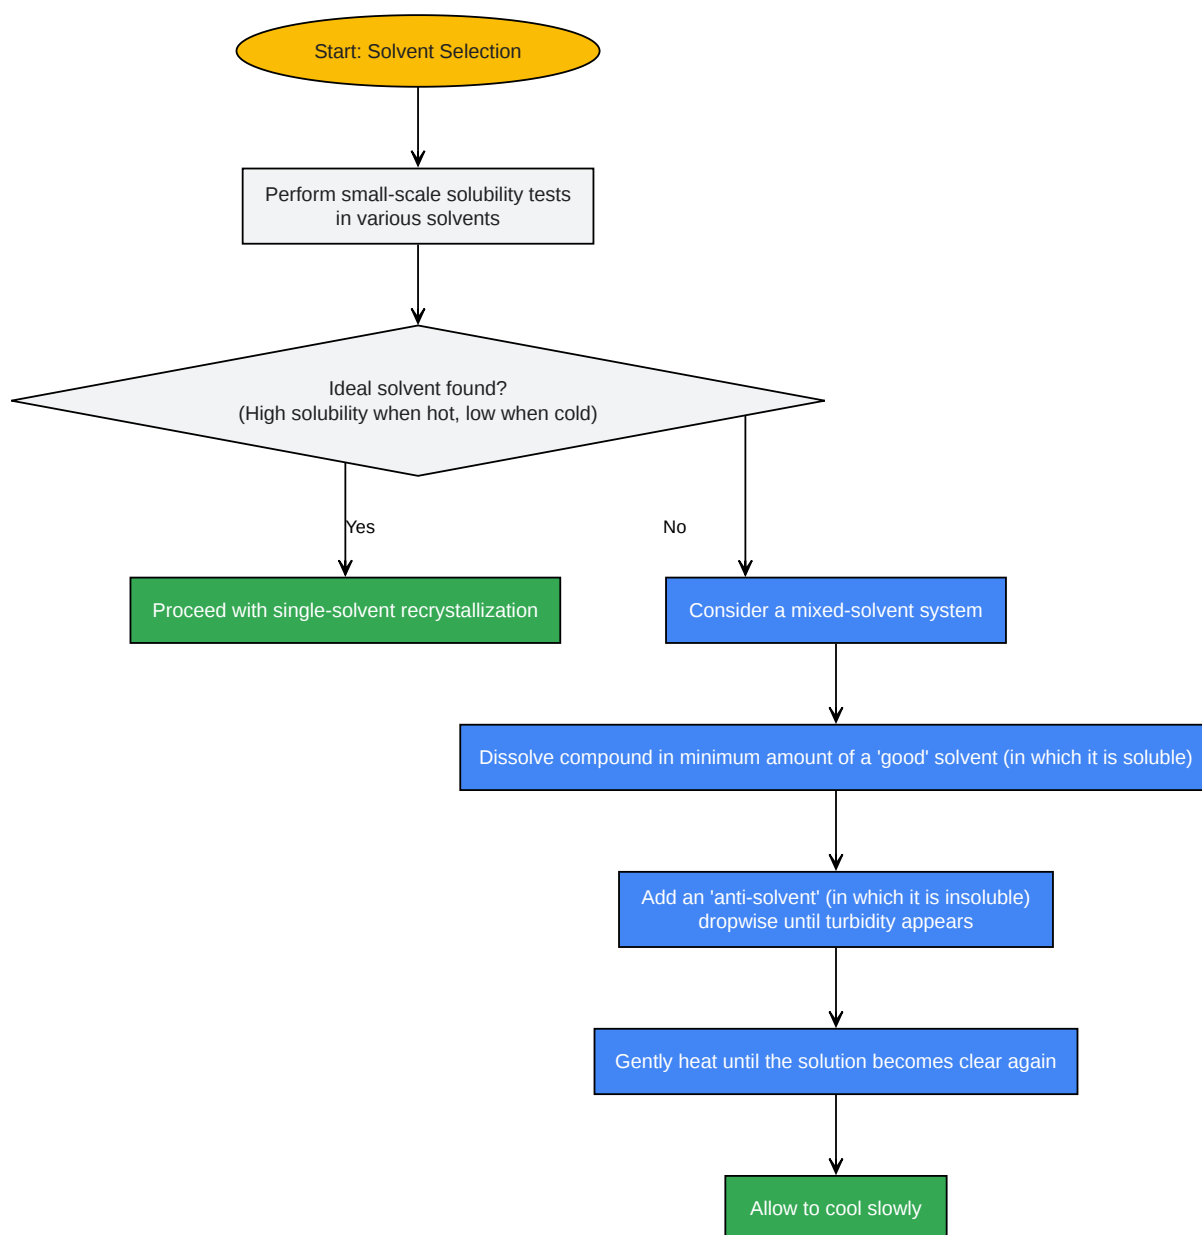 Start: Solvent Selection
Perform small-scale solubility tests
in various solvents
Ideal solvent found?
(High solubility when hot, low when cold)
Yes
No
Proceed with single-solvent recrystallization
Consider a mixed-solvent system
Dissolve compound in minimum amount of a 'good' solvent (in which it is soluble)
Add an 'anti-solvent' (in which it is insoluble)
dropwise until turbidity appears
Gently heat until the solution becomes clear again
Allow to cool slowly